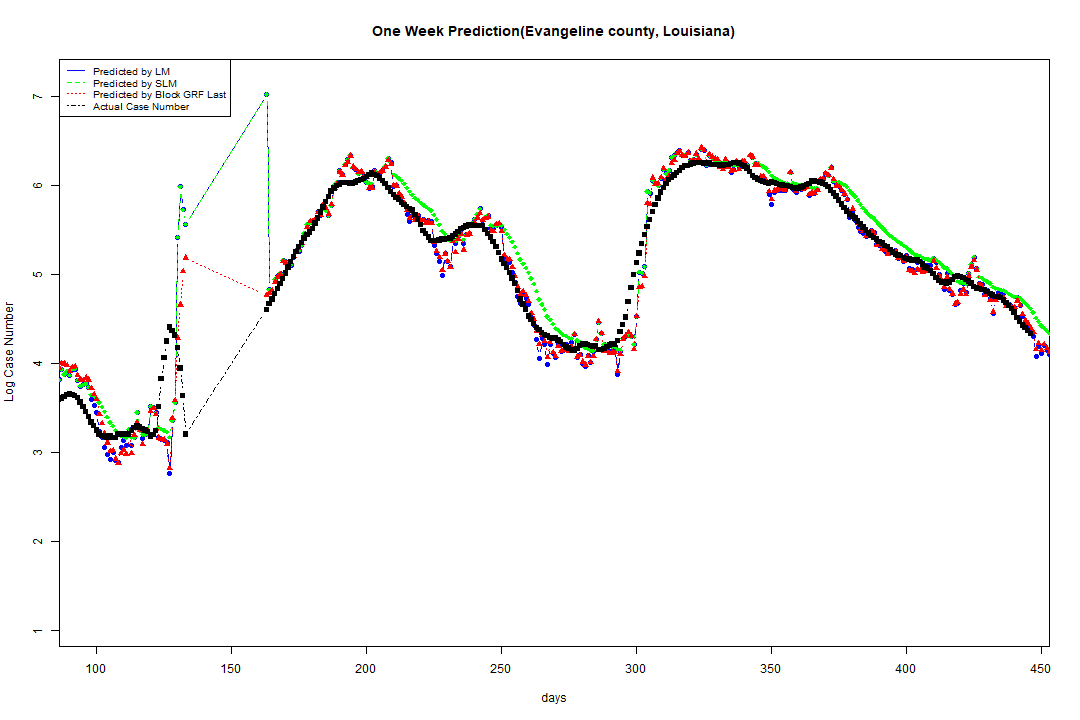 One Week Prediction(Evangeline county, Louisiana)
Predicted by LM
Predicted by SLM
Predicted by Block GRF Last
Actual Case Number
7
6
5
4
3
2
1
Log Case Number
100 150 200 250 300 350 400 450
days